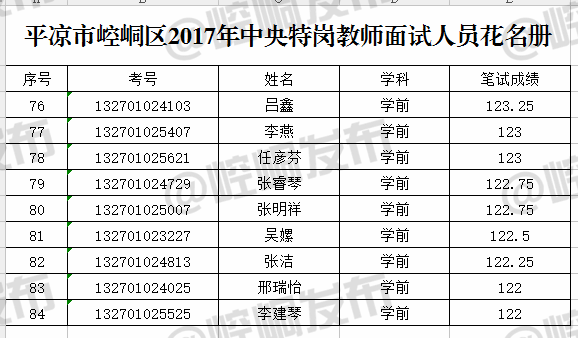 平凉市崆峒区2017年中央特岗教师面试人员花名册
序号 考号 姓名 学科 笔试成绩
76 132701024103 吕鑫 学前 123.25
77 132701025407 李燕 学前 123
78 132701025621 任彦芬 学前 123
79 132701024729 张睿琴 学前 122.75
80 132701025007 张明祥 学前 122.75
81 132701023227 吴嫘 学前 122.5
82 132701024813 张洁 学前 122.25
83 132701024025 邢瑞怡 学前 122
84 132701025525 李建琴 学前 122
@崆峒发布